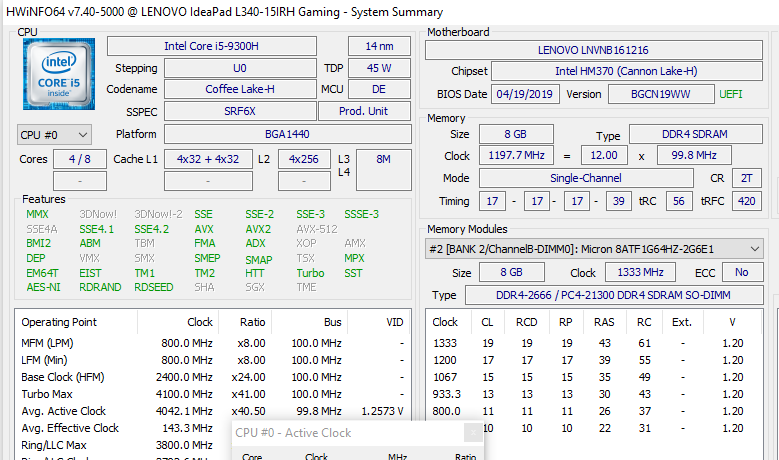 HWiNFO64 v7.40-5000 @ LENOVO IdeaPad L340-15IRH Gaming - System Summary
CPU
intel CORE i5 inside
Intel Core i5-9300H 14 nm
Stepping U0 TDP 45 W
Codename Coffee Lake-H MCU DE
SSPEC SRF6X Prod. Unit
CPU #0 Platform BGA1440
Cores 4 / 8 Cache L1 4x32 + 4x32 L2 4x256 L3 8M
- - L4
Features
MMX 3DNow! 3DNow!-2 SSE SSE-2 SSE-3 SSSE-3
SSE4A SSE4.1 SSE4.2 AVX AVX2 AVX-512
BMI2 ABM TBM FMA ADX XOP AMX
DEP VMX SMX SMEP SMAP TSX MPX
EM64T EIST TM1 TM2 HTT Turbo SST
AES-NI RDRAND RDSEED SHA SGX TME
Operating Point Clock Ratio Bus VID
MFM (LPM) 800.0 MHz x8.00 100.0 MHz -
LFM (Min) 800.0 MHz x8.00 100.0 MHz -
Base Clock (HFM) 2400.0 MHz x24.00 100.0 MHz -
Turbo Max 4100.0 MHz x41.00 100.0 MHz -
Avg. Active Clock 4042.1 MHz x40.50 99.8 MHz 1.2573 V
Avg. Effective Clock 143.3 MHz
Ring/LLC Max 3800.0 MHz
CPU #0 - Active Clock
Core Clock MHz Ratio
Motherboard
LENOVO LNVNB161216
Chipset Intel HM370 (Cannon Lake-H)
BIOS Date 04/19/2019 Version BGCN19WW UEFI
Memory
Size 8 GB Type DDR4 SDRAM
Clock 1197.7 MHz = 12.00 x 99.8 MHz
Mode Single-Channel CR 2T
Timing 17 - 17 - 17 - 39 tRC 56 tRFC 420
Memory Modules
#2 [BANK 2/ChannelB-DIMM0]: Micron 8ATF1G64HZ-2G6E1
Size 8 GB Clock 1333 MHz ECC No
Type DDR4-2666 / PC4-21300 DDR4 SDRAM SO-DIMM
Clock CL RCD RP RAS RC Ext. V
1333 19 19 19 43 61 - 1.20
1200 17 17 17 39 55 - 1.20
1067 15 15 15 35 49 - 1.20
933.3 13 13 13 30 43 - 1.20
800.0 11 11 11 26 37 - 1.20
10 10 10 22 31 - 1.20